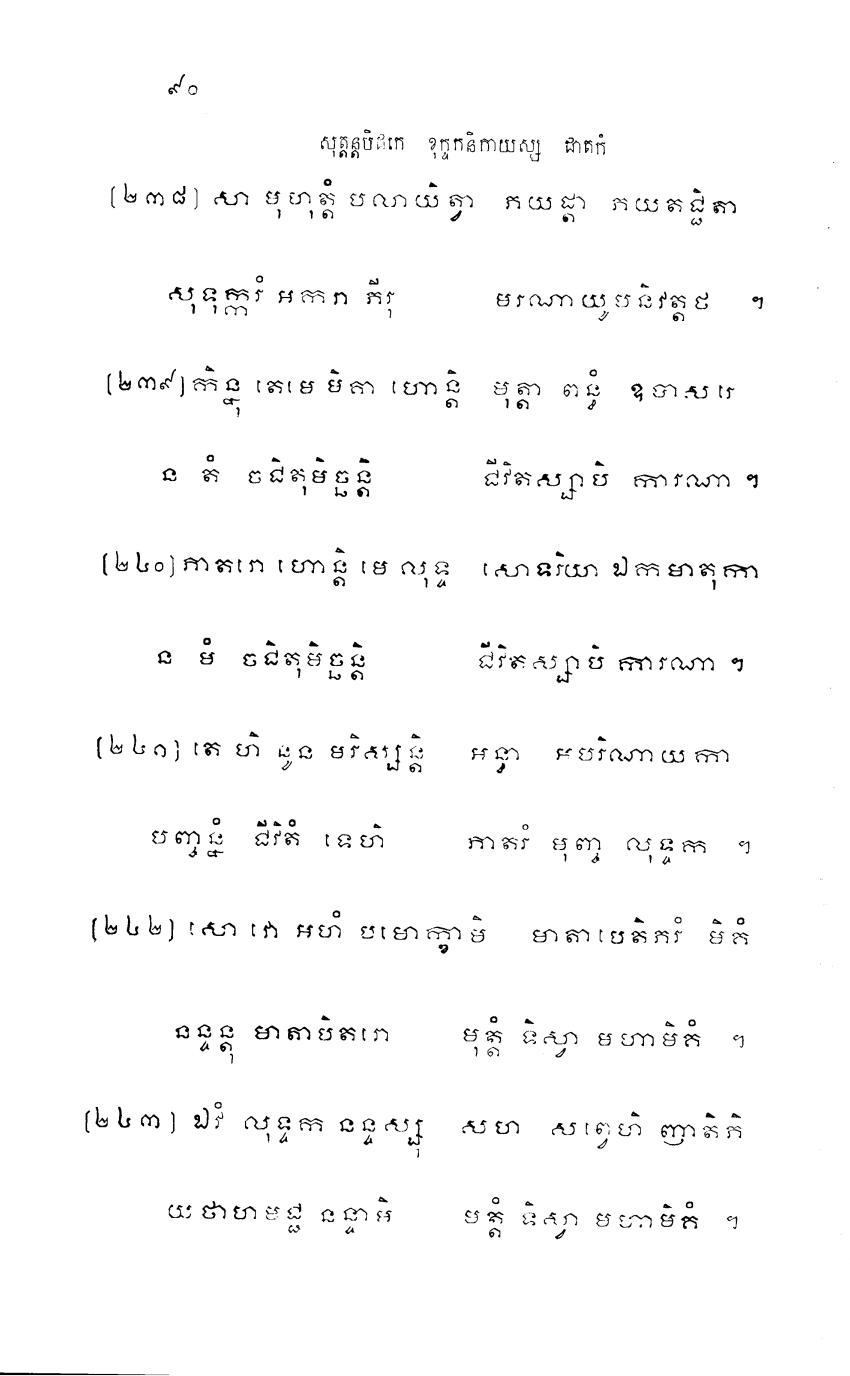 ៩០
សុត្តន្តបិដកេ ខុក្ទកនិកាយស្ស ជាតកំ
(២៣៨) សា មុហុត្តំ បលាយិត្វា ភយដ្តា ភយតជ្ជិតា
សុទុក្ករំ អករា ភីរុ មរណាយូបនិវត្តថ ។
(២៣៩) កិន្នុ តេមេ មិគា ហោន្តិ មុត្តា ពន្ធំ ឧបាសរេ
ន តំ ចជិតុមិច្ឆន្តិ ជីវិតស្សាបិ ការណា ។
(២៤០) ភាតរោ ហោន្តិ មេ លុទ្ទ សោទរិយា ឯកមាតុកា
ន មំ ចជិតុមិច្ឆន្តិ ជីវិតស្សាបិ ការណា ។
(២៤១) តេ ហិ នូន មរិស្សន្តិ អន្ធា អបរិណាយកា
បញ្ចន្នំ ជីវិតំ ទេហិ ភាតរំ មុញ្ច លុទ្ទក ។
(២៤២) សោ វោ អហំ បមោក្ខាមិ មាតាបេតិភរំ មិគំ
នន្ទន្តុ មាតាបិតរោ មុត្តំ ទិស្វា មហាមិគំ ។
(២៤៣) ឯវំ លុទ្ទក នន្ទស្សុ សហ សព្វេហិ ញាតិភិ
យថាហមជ្ជ នន្ទាមិ មុត្តំ ទិស្វា មហាមិគំ ។